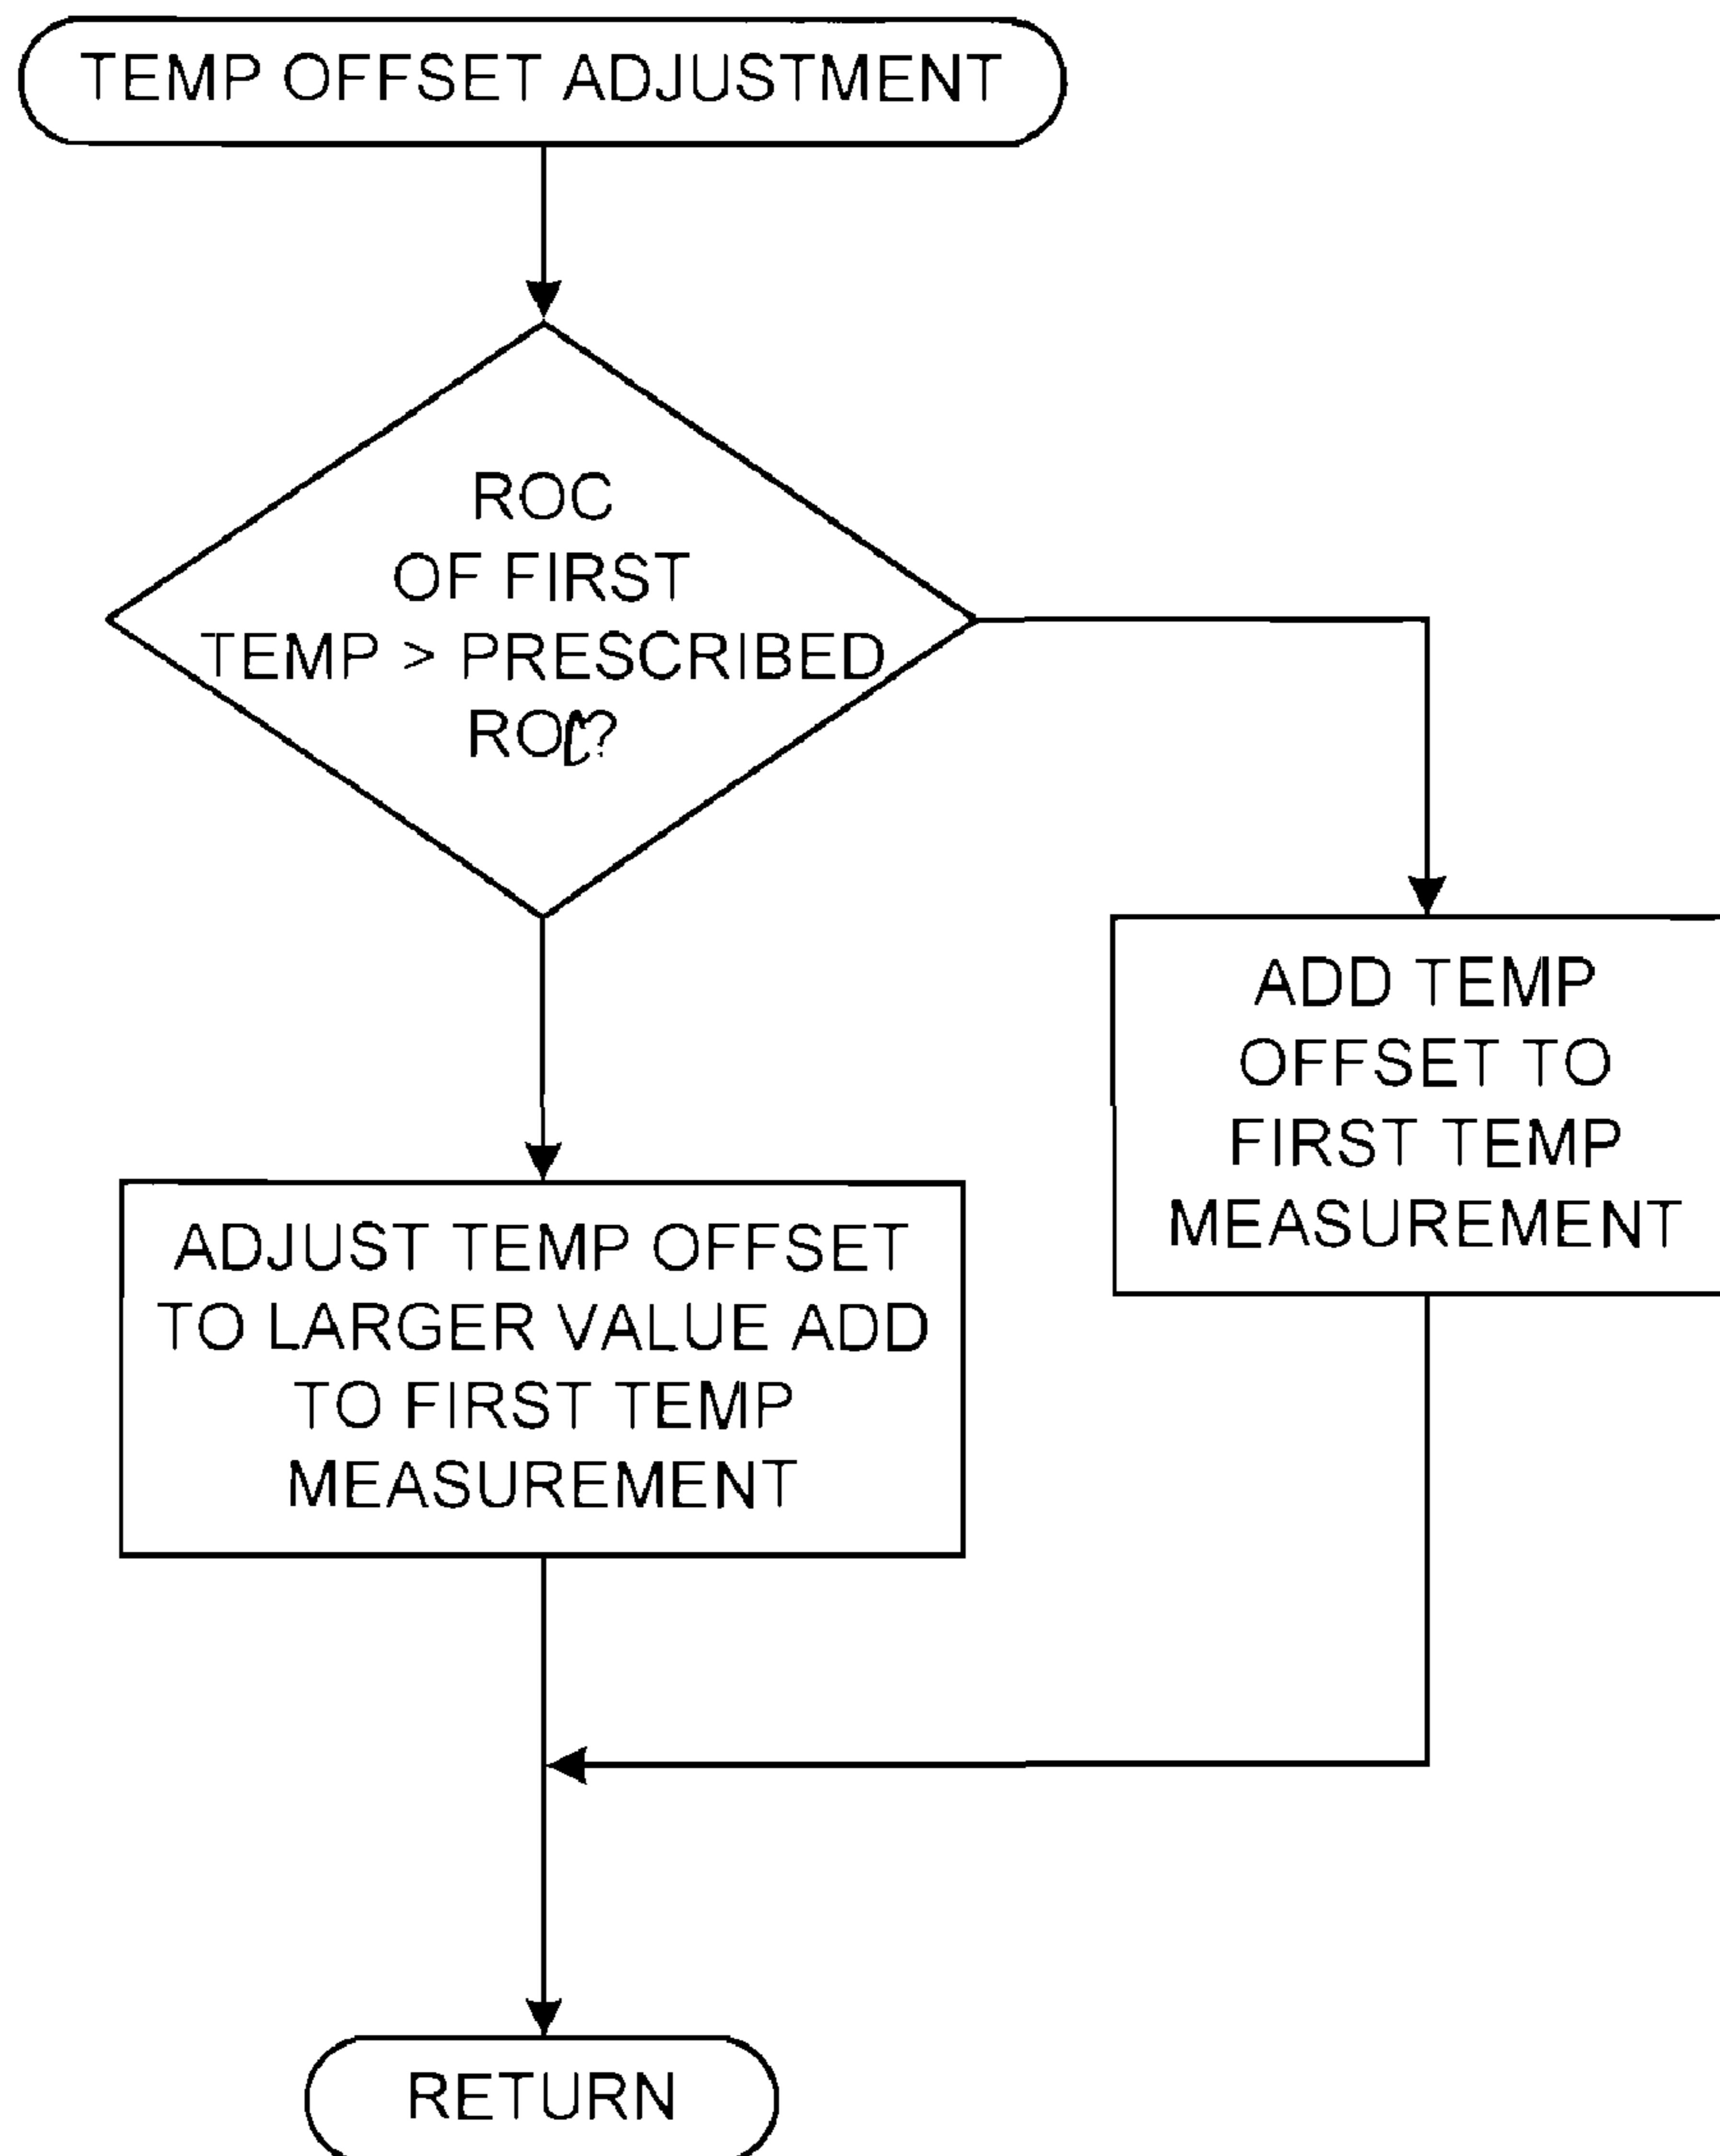 TEMP OFFSET ADJUSTMENT
ROC
OF FIRST
TEMP > PRESCRIBED
ROC?
ADD TEMP
OFFSET TO
FIRST TEMP
MEASUREMENT
ADJUST TEMP OFFSET
TO LARGER VALUE ADD
TO FIRST TEMP
MEASUREMENT
RETURN